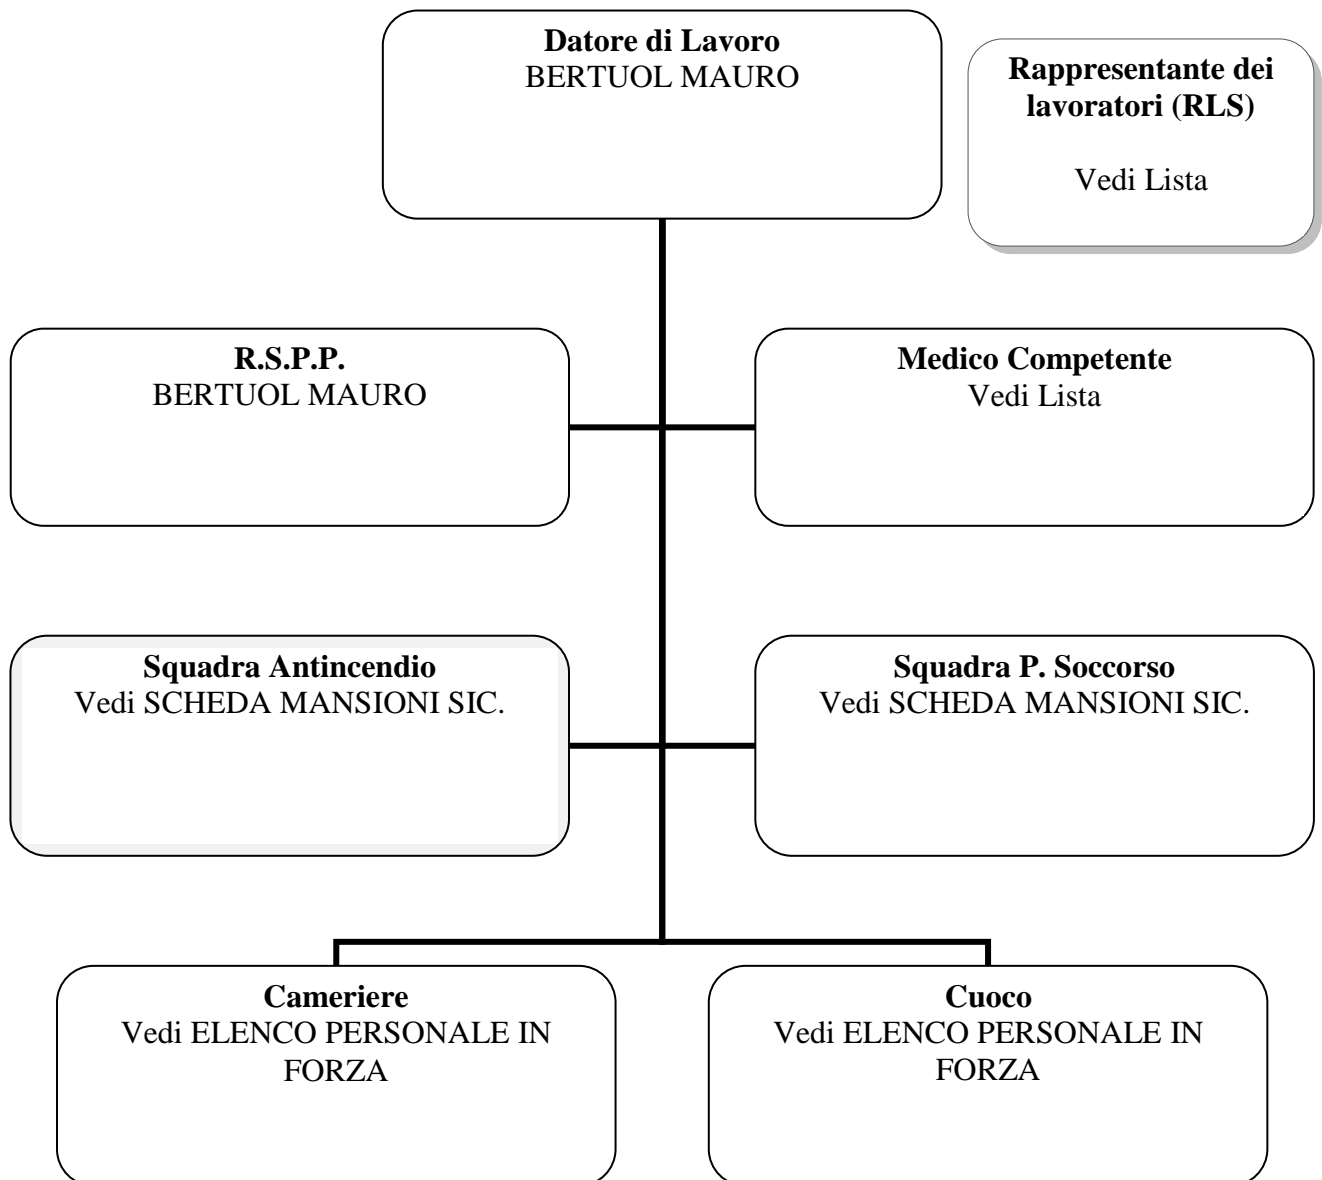 Datore di Lavoro
BERTUOL MAURO
Rappresentante dei
lavoratori (RLS)
Vedi Lista
R.S.P.P.
BERTUOL MAURO
Medico Competente
Vedi Lista
Squadra Antincendio
Vedi SCHEDA MANSIONI SIC.
Squadra P. Soccorso
Vedi SCHEDA MANSIONI SIC.
Cameriere
Vedi ELENCO PERSONALE IN
FORZA
Cuoco
Vedi ELENCO PERSONALE IN
FORZA